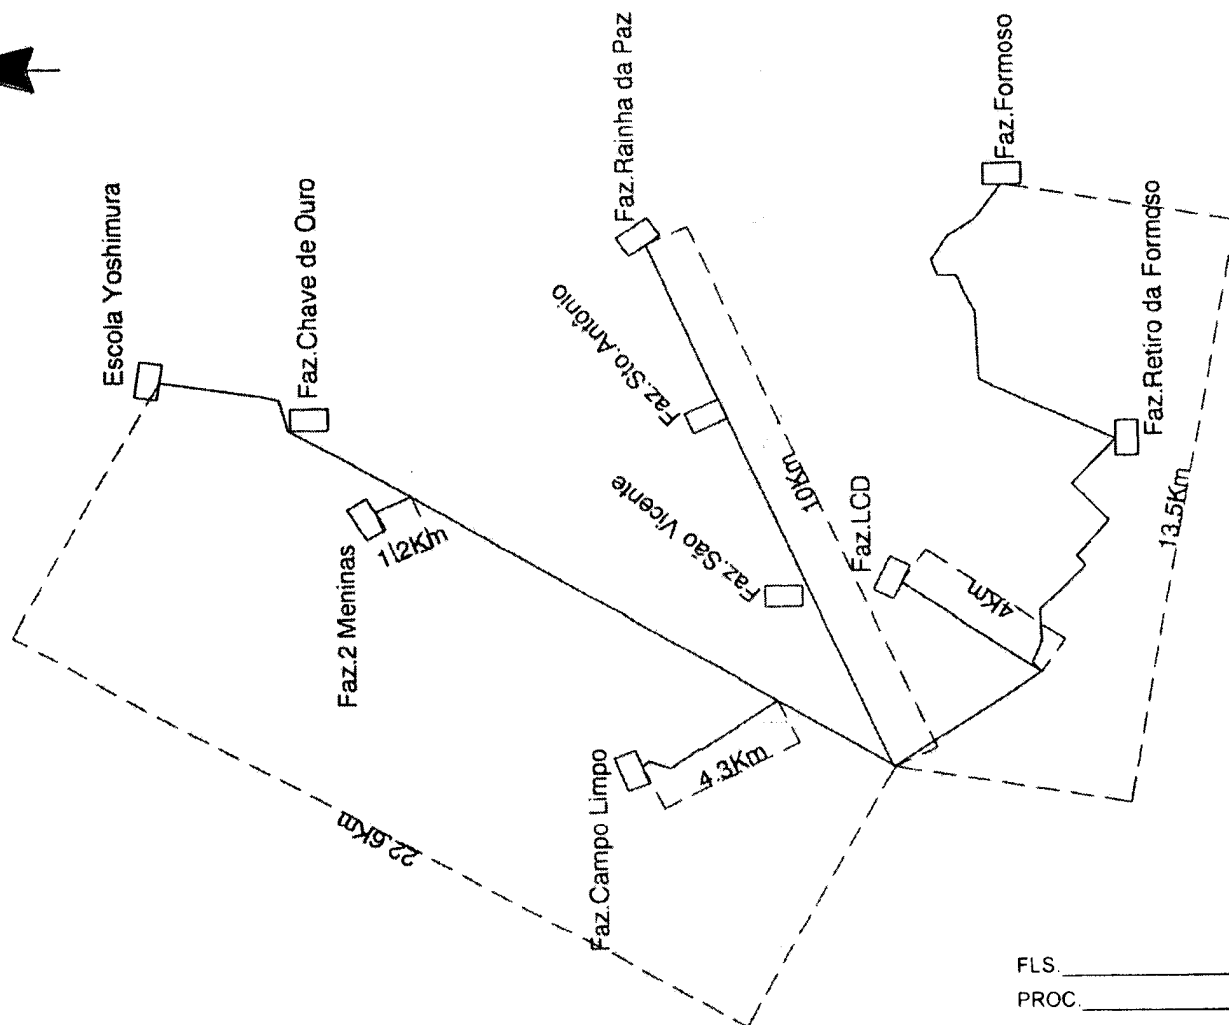 Escola Yoshimura
Faz.Chave de Ouro
Faz.Rainha da Paz
Faz.Formoso
Faz.Sto.Antônio
Faz.Retiro da Formoso
Faz.São Vicente
10Km
Faz.LCD
13.5Km
Faz.2 Meninas
1.2Km
4Km
4.3Km
Faz.Campo Limpo
22.6Km
FLS.
PROC.